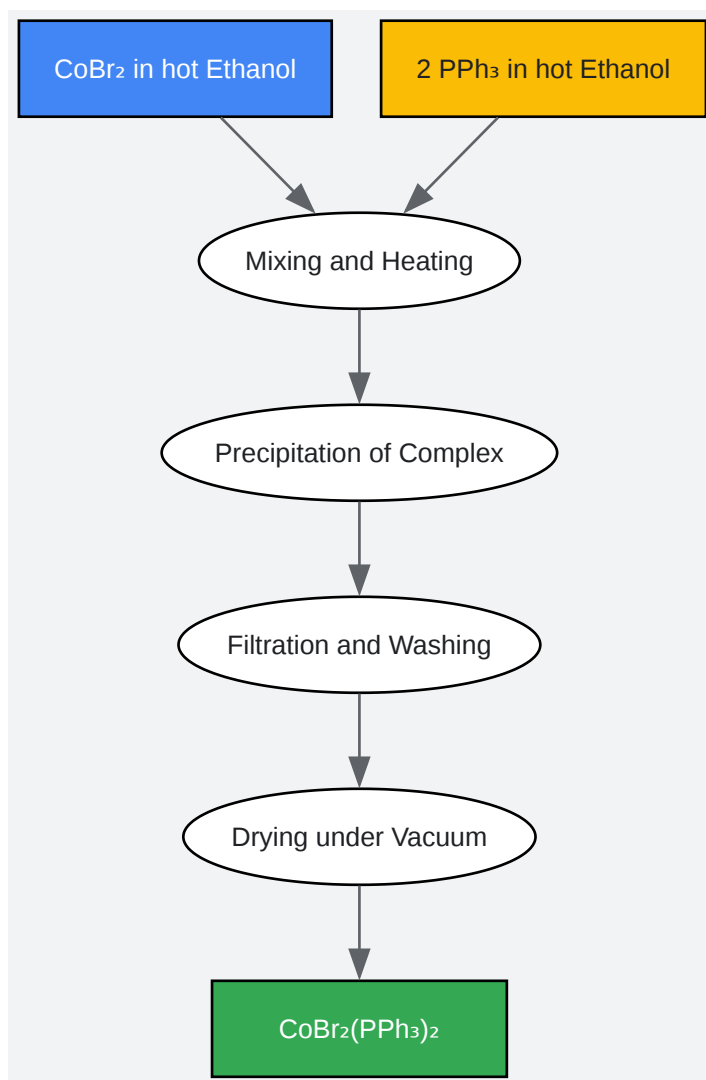 CoBr₂ in hot Ethanol
2 PPh₃ in hot Ethanol
Mixing and Heating
Precipitation of Complex
Filtration and Washing
Drying under Vacuum
CoBr₂(PPh₃)₂